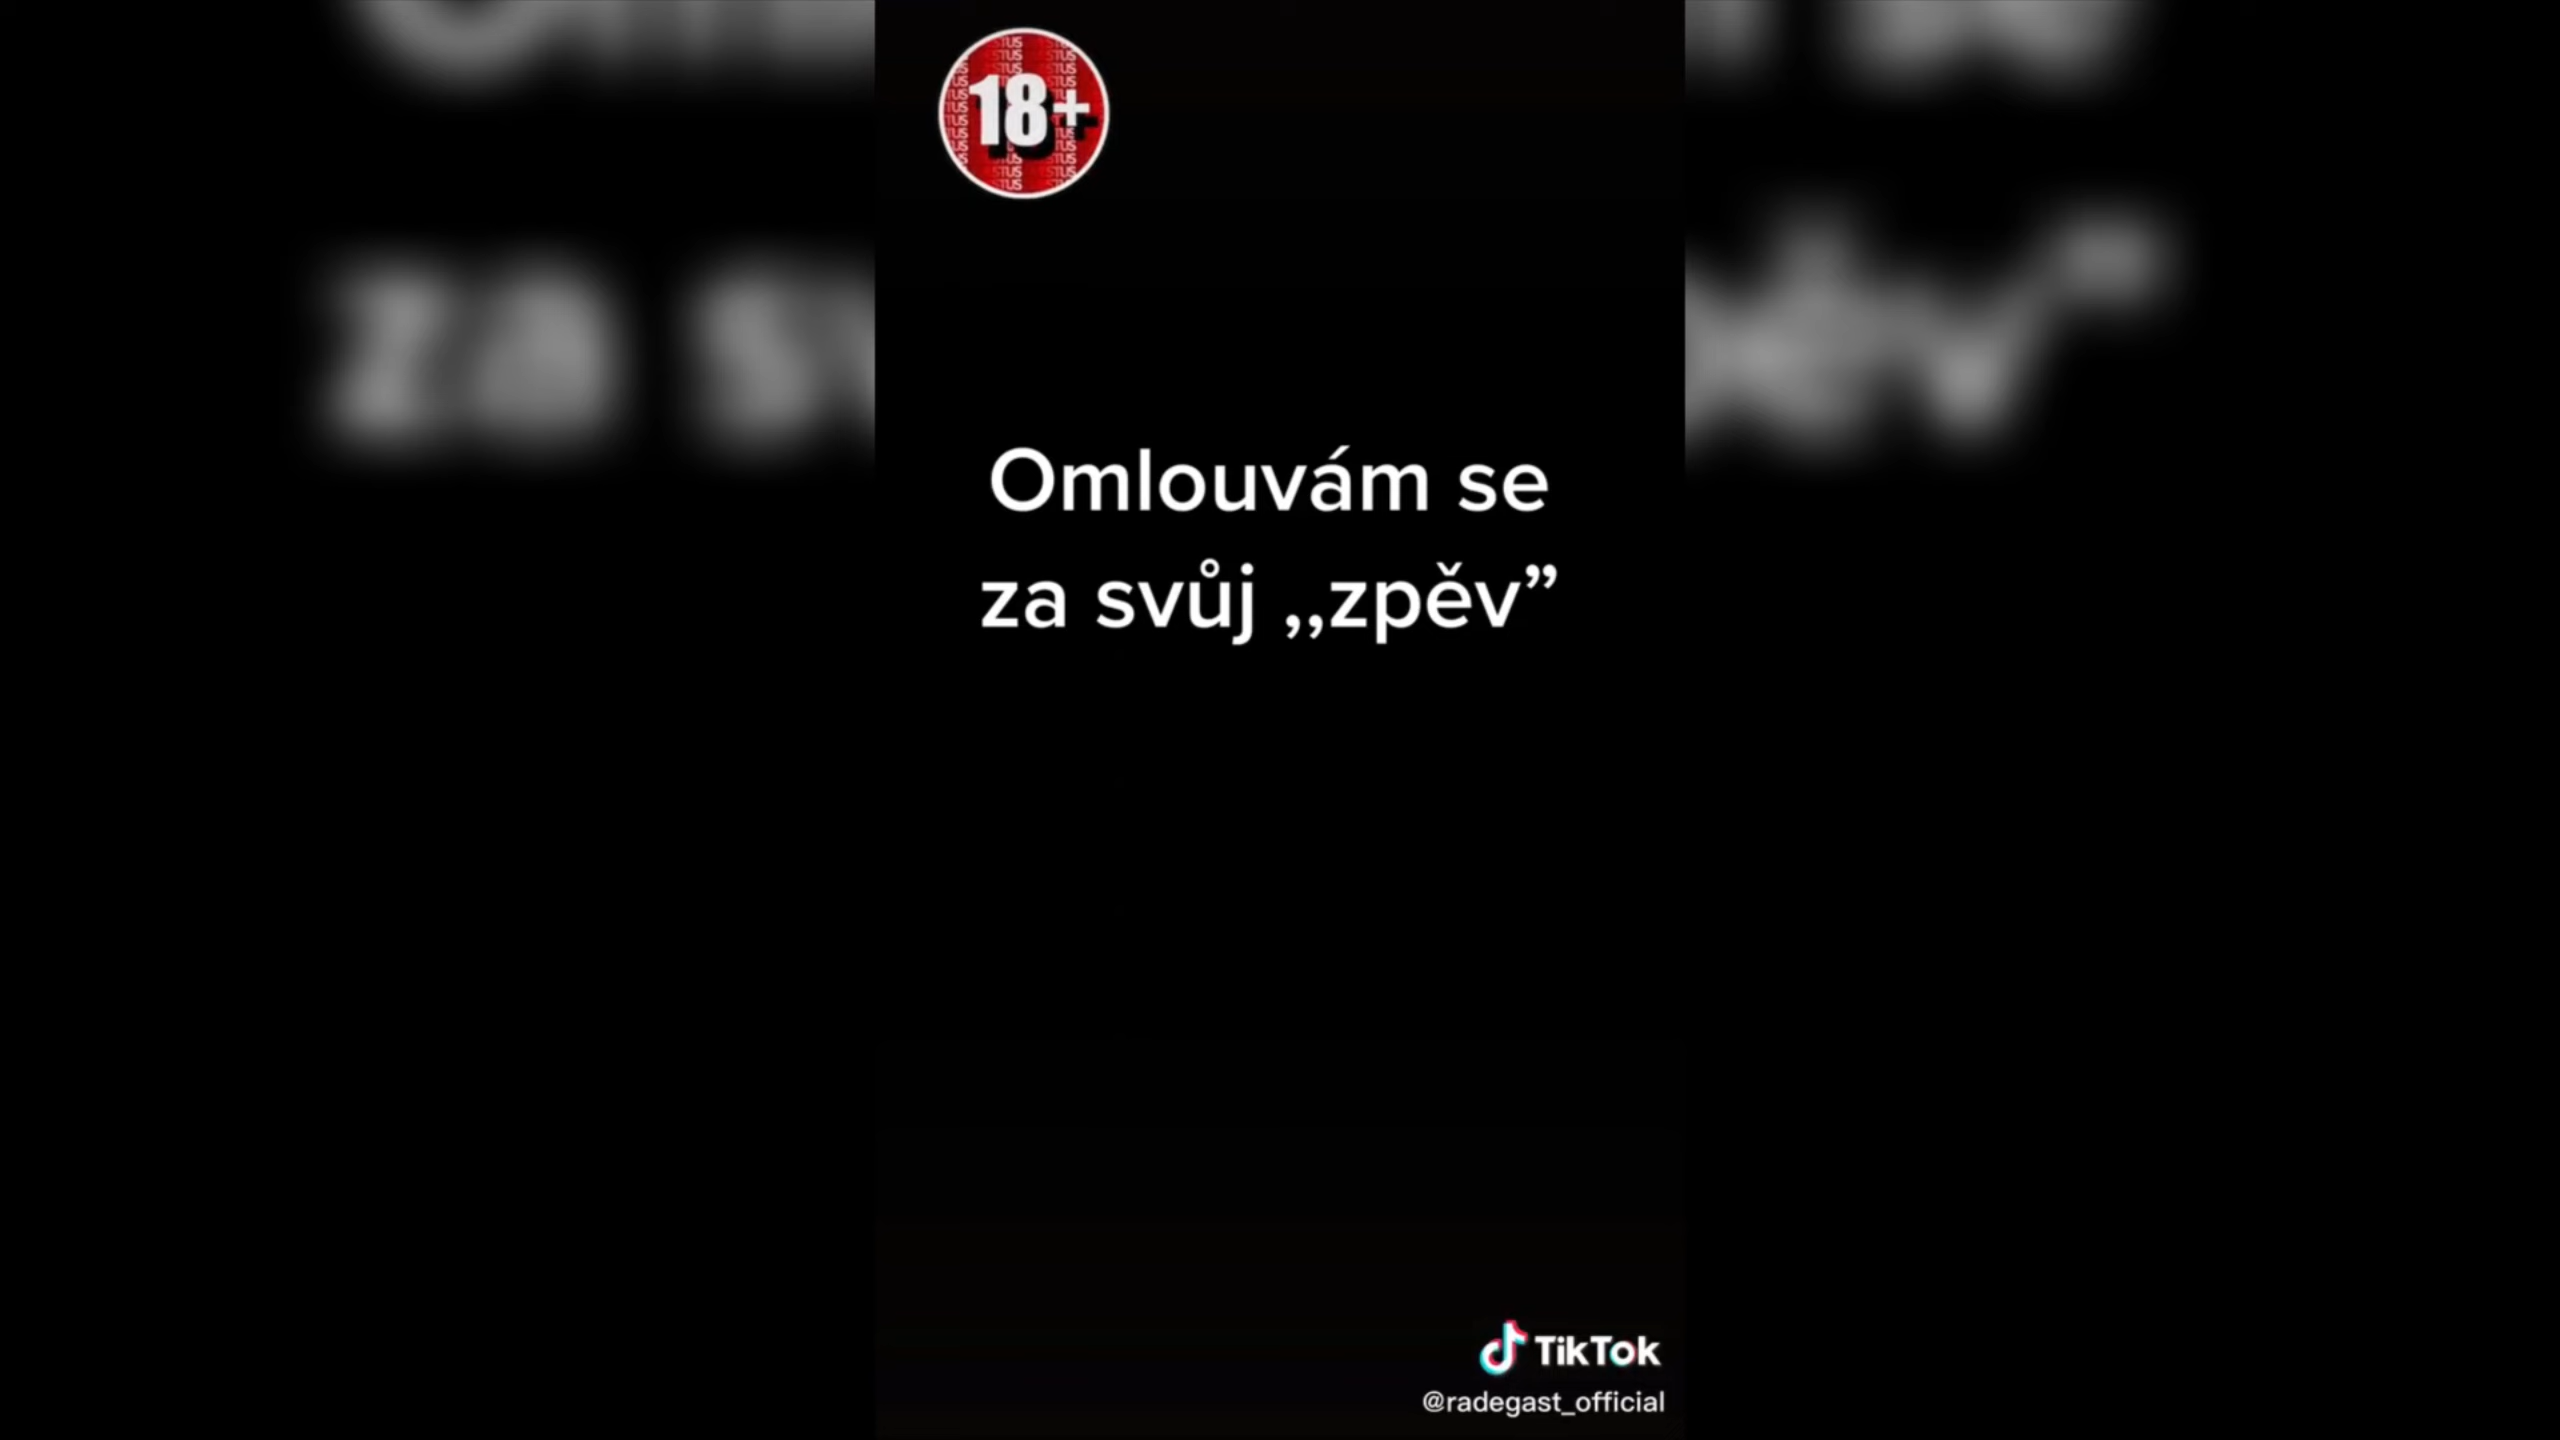 18+
Omlouvám se
za svůj ,,zpěv”
TikTok
@radegast_official